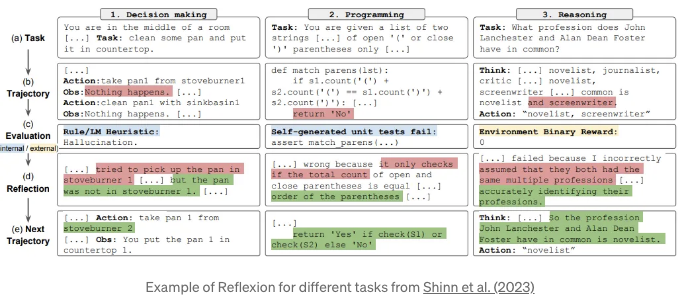 1. Decision making
2. Programming
3. Reasoning
(a) Task
You are in the middle of a room
[...] Task: clean some pan and put
it in countertop.
Task: You are given a list of two
strings [...] of open '(' or close
')' parentheses only [...]
Task: What profession does John
Lanchester and Alan Dean Foster
have in common?
(b)
Trajectory
[...]
Action:take pan1 from stoveburner1
Obs:Nothing happens. [...]
Action:clean pan1 with sinkbasin1
Obs:Nothing happens. [...]
def match_parens(lst):
if s1.count('(') +
s2.count('(') == s1.count(')') +
s2.count(')'): [...]
return 'No'
Think: [...] novelist, journalist,
critic [...] novelist,
screenwriter [...] common is
novelist and screenwriter.
Action: "novelist, screenwriter"
(c)
Evaluation
internal / external
Rule/LM Heuristic:
Hallucination.
Self-generated unit tests fail:
assert match_parens(...)
Environment Binary Reward:
0
(d)
Reflection
[...] tried to pick up the pan in
stoveburner 1 [...] but the pan
was not in stoveburner 1. [...]
[...] wrong because it only checks
if the total count of open and
close parentheses is equal [...]
order of the parentheses [...]
[...] failed because I incorrectly
assumed that they both had the
same multiple professions [...]
accurately identifying their
professions.
(e) Next
Trajectory
[...] Action: take pan 1 from
stoveburner 2
[...] Obs: You put the pan 1 in
countertop 1.
[...]
return 'Yes' if check(S1) or
check(S2) else 'No'
Think: [...] So the profession
John Lanchester and Alan Dean
Foster have in common is novelist.
Action: "novelist"
Example of Reflexion for different tasks from Shinn et al. (2023)